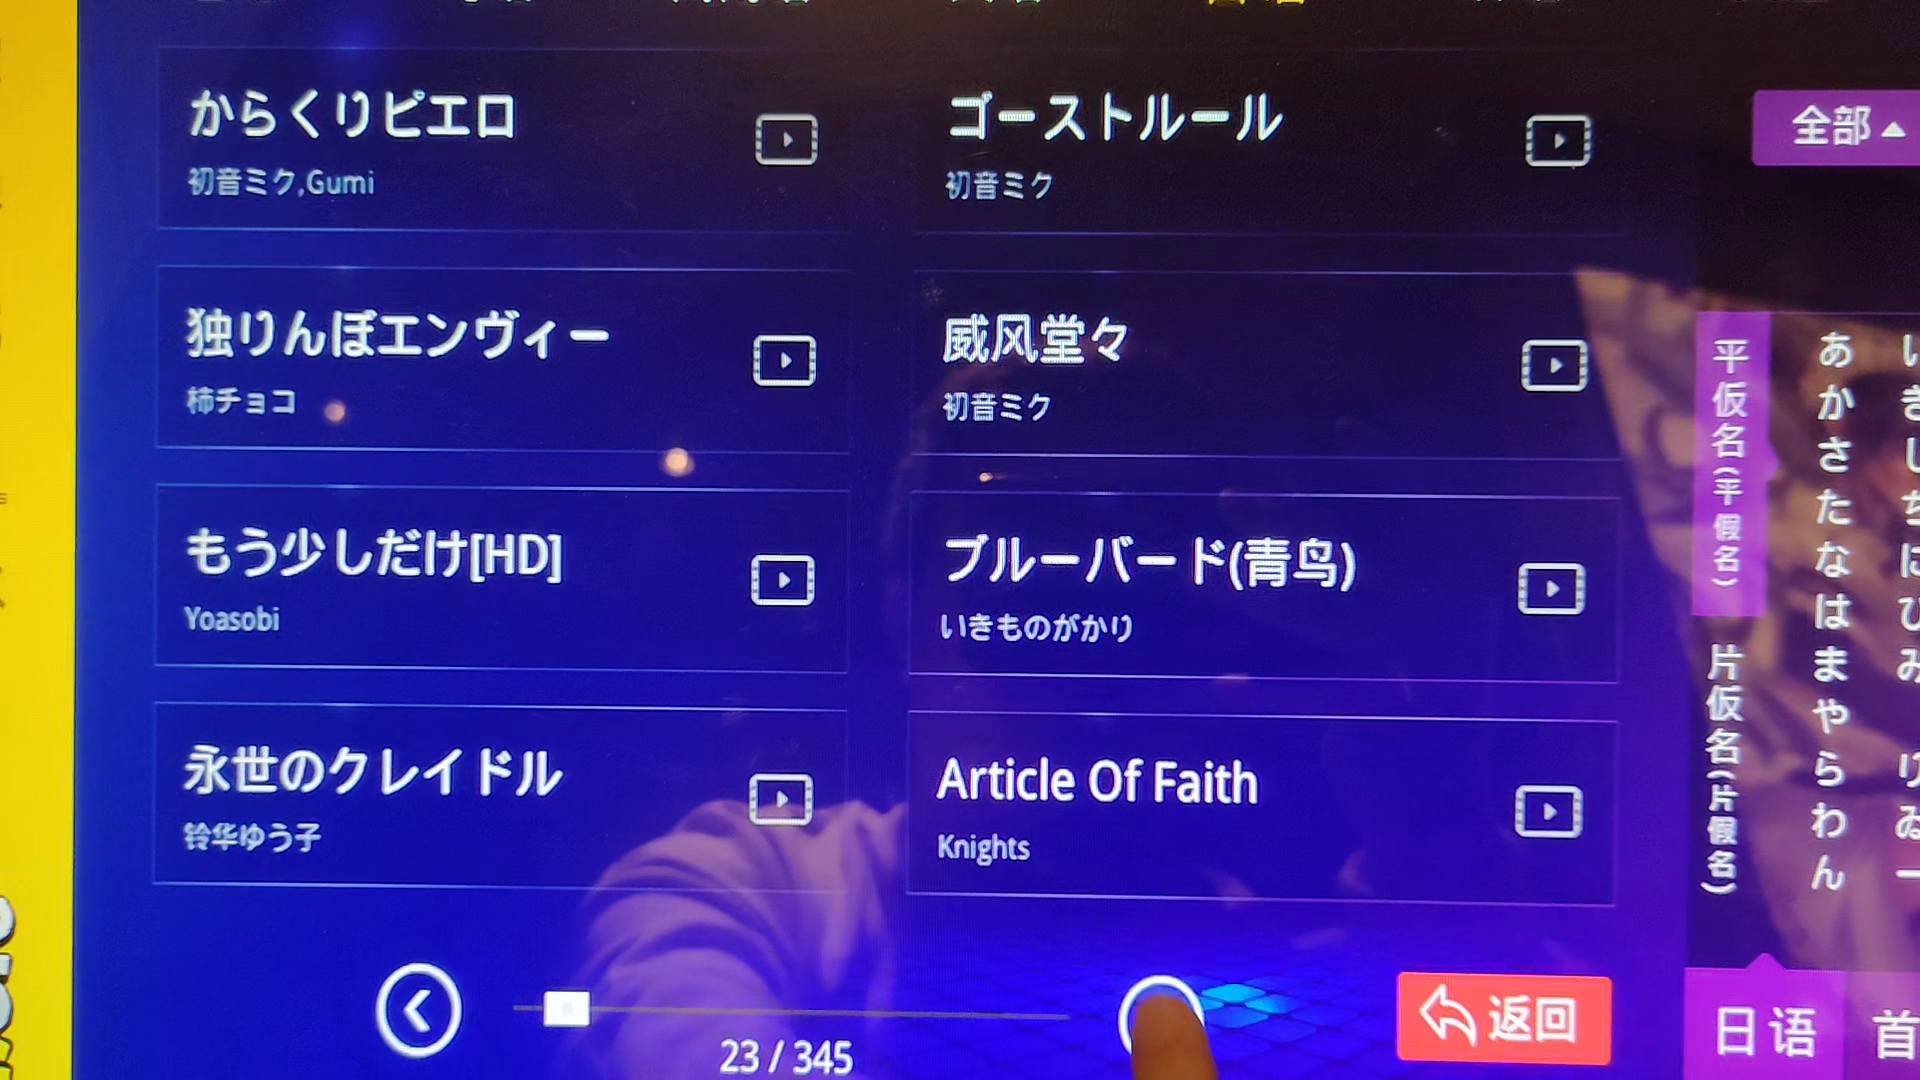 からくりピエロ
初音ミク,Gumi
ゴーストルール
初音ミク
独りんぼエンヴィー
柿チョコ
威风堂々
初音ミク
もう少しだけ[HD]
Yoasobi
ブルーバード(青鸟)
いきものがかり
永世のクレイドル
铃华ゆう子
Article Of Faith
Knights
23 / 345
返回
全部
平仮名(平假名)
片仮名(片假名)
あかさたなはまやらわん
日语
首